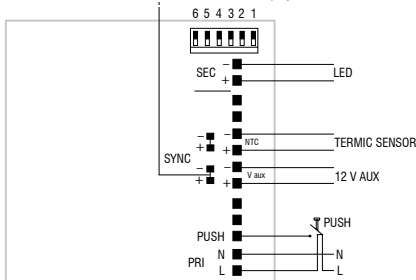 6 5 4 3 2 1
SEC - LED
+
- NTC TERMIC SENSOR
+
SYNC - +
- V aux 12 V AUX
+
- +
PUSH PUSH
PRI N N
L L